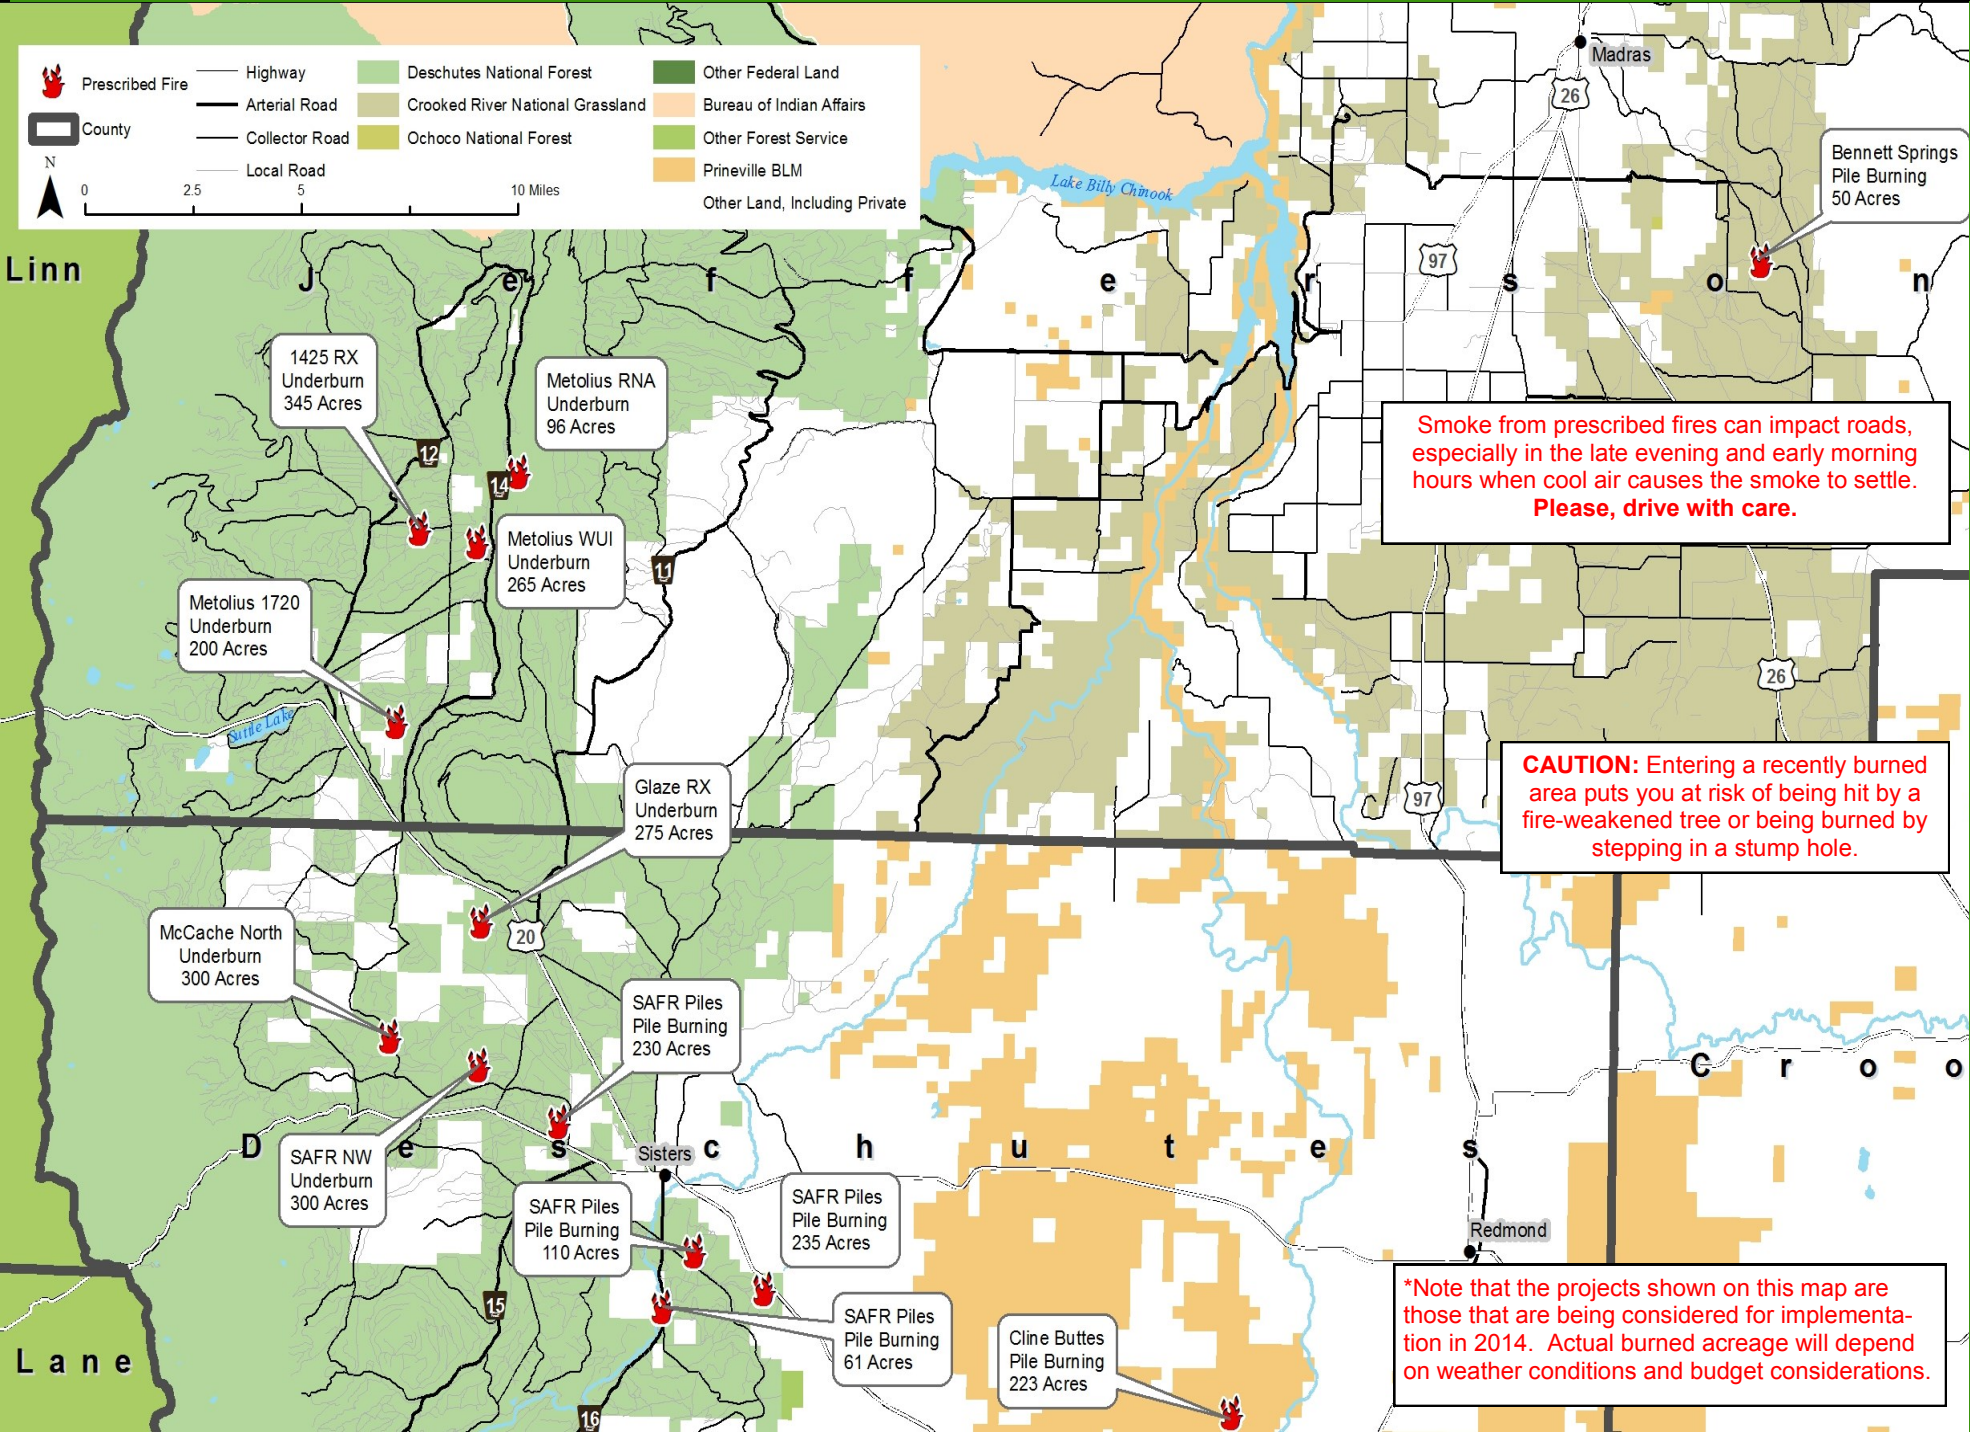 Prescribed Fire
County
N
0 2.5 5 10 Miles
Highway
Arterial Road
Collector Road
Local Road
Deschutes National Forest
Crooked River National Grassland
Ochoco National Forest
Other Federal Land
Bureau of Indian Affairs
Other Forest Service
Prineville BLM
Other Land, Including Private
Madras
26
Bennett Springs
Pile Burning
50 Acres
Lake Billy Chinook
Linn
J e f f e r s o n
97
1425 RX
Underburn
345 Acres
Metolius RNA
Underburn
96 Acres
12
14
Smoke from prescribed fires can impact roads,
especially in the late evening and early morning
hours when cool air causes the smoke to settle.
Please, drive with care.
Metolius WUI
Underburn
265 Acres
11
Metolius 1720
Underburn
200 Acres
26
Suttle Lake
CAUTION: Entering a recently burned
area puts you at risk of being hit by a
fire-weakened tree or being burned by
stepping in a stump hole.
97
Glaze RX
Underburn
275 Acres
20
McCache North
Underburn
300 Acres
SAFR Piles
Pile Burning
230 Acres
C r o o
D e s c h u t e s
Sisters
SAFR NW
Underburn
300 Acres
SAFR Piles
Pile Burning
110 Acres
SAFR Piles
Pile Burning
235 Acres
Redmond
15
SAFR Piles
Pile Burning
61 Acres
Cline Buttes
Pile Burning
223 Acres
*Note that the projects shown on this map are
those that are being considered for implementa-
tion in 2014. Actual burned acreage will depend
on weather conditions and budget considerations.
Lane
16